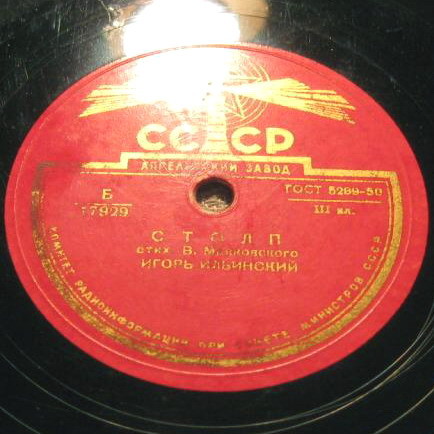 СССР
АПРЕЛЕВСКИЙ ЗАВОД
Б
17929
ГОСТ 5289-50
III кл.
СТОЛП
стих В. Маяковского
ИГОРЬ ИЛЬИНСКИЙ
КОМИТЕТ РАДИОИНФОРМАЦИИ ПРИ СОВЕТЕ МИНИСТРОВ СССР